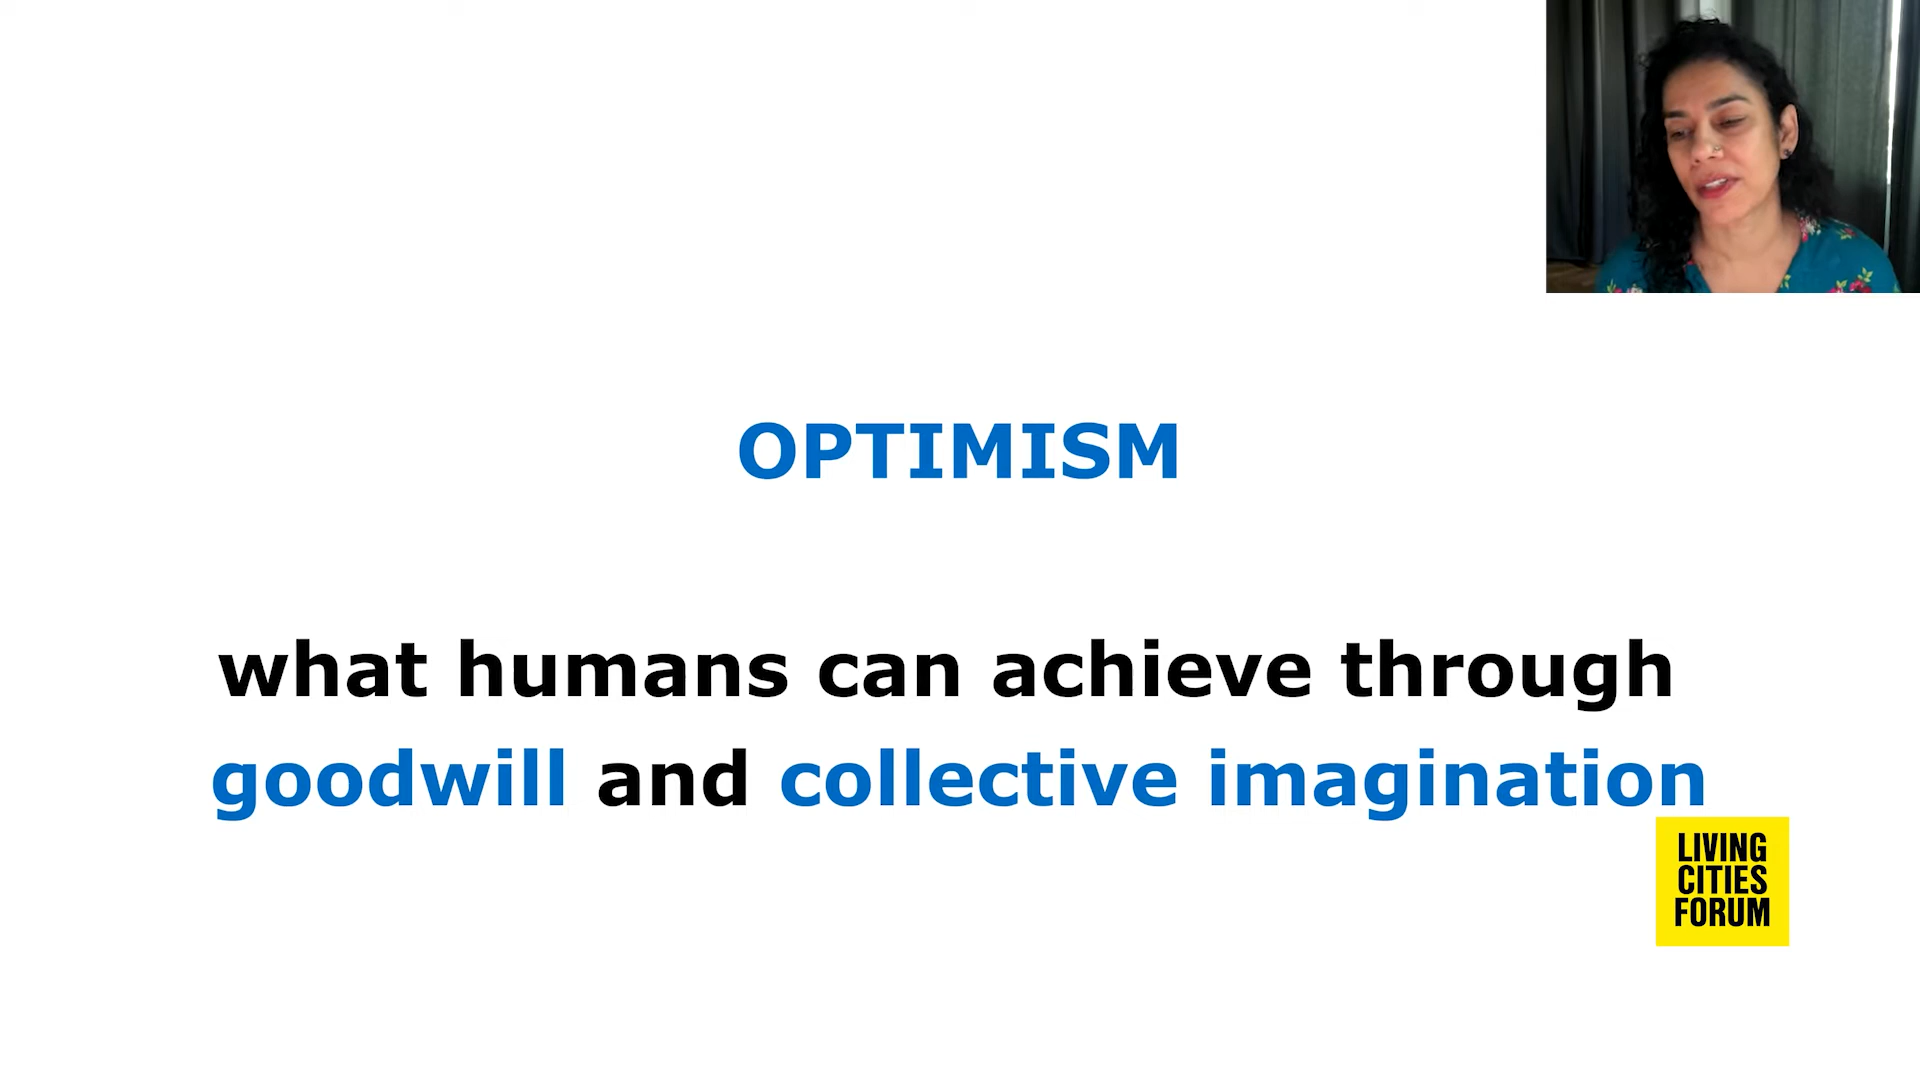 OPTIMISM
what humans can achieve through
goodwill and collective imagination
LIVING
CITIES
FORUM